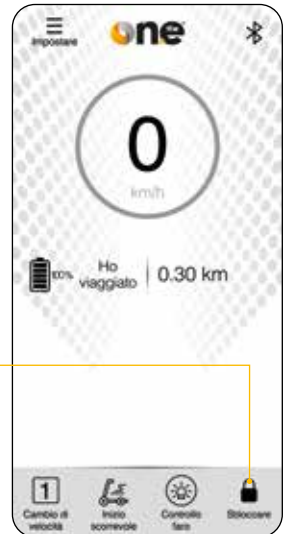 one
Impostare
0
km/h
100%
Ho
viaggiato
0.30 km
1
Cambio di
velocità
Inizio
scorrevole
Controllo
faro
Sbloccare